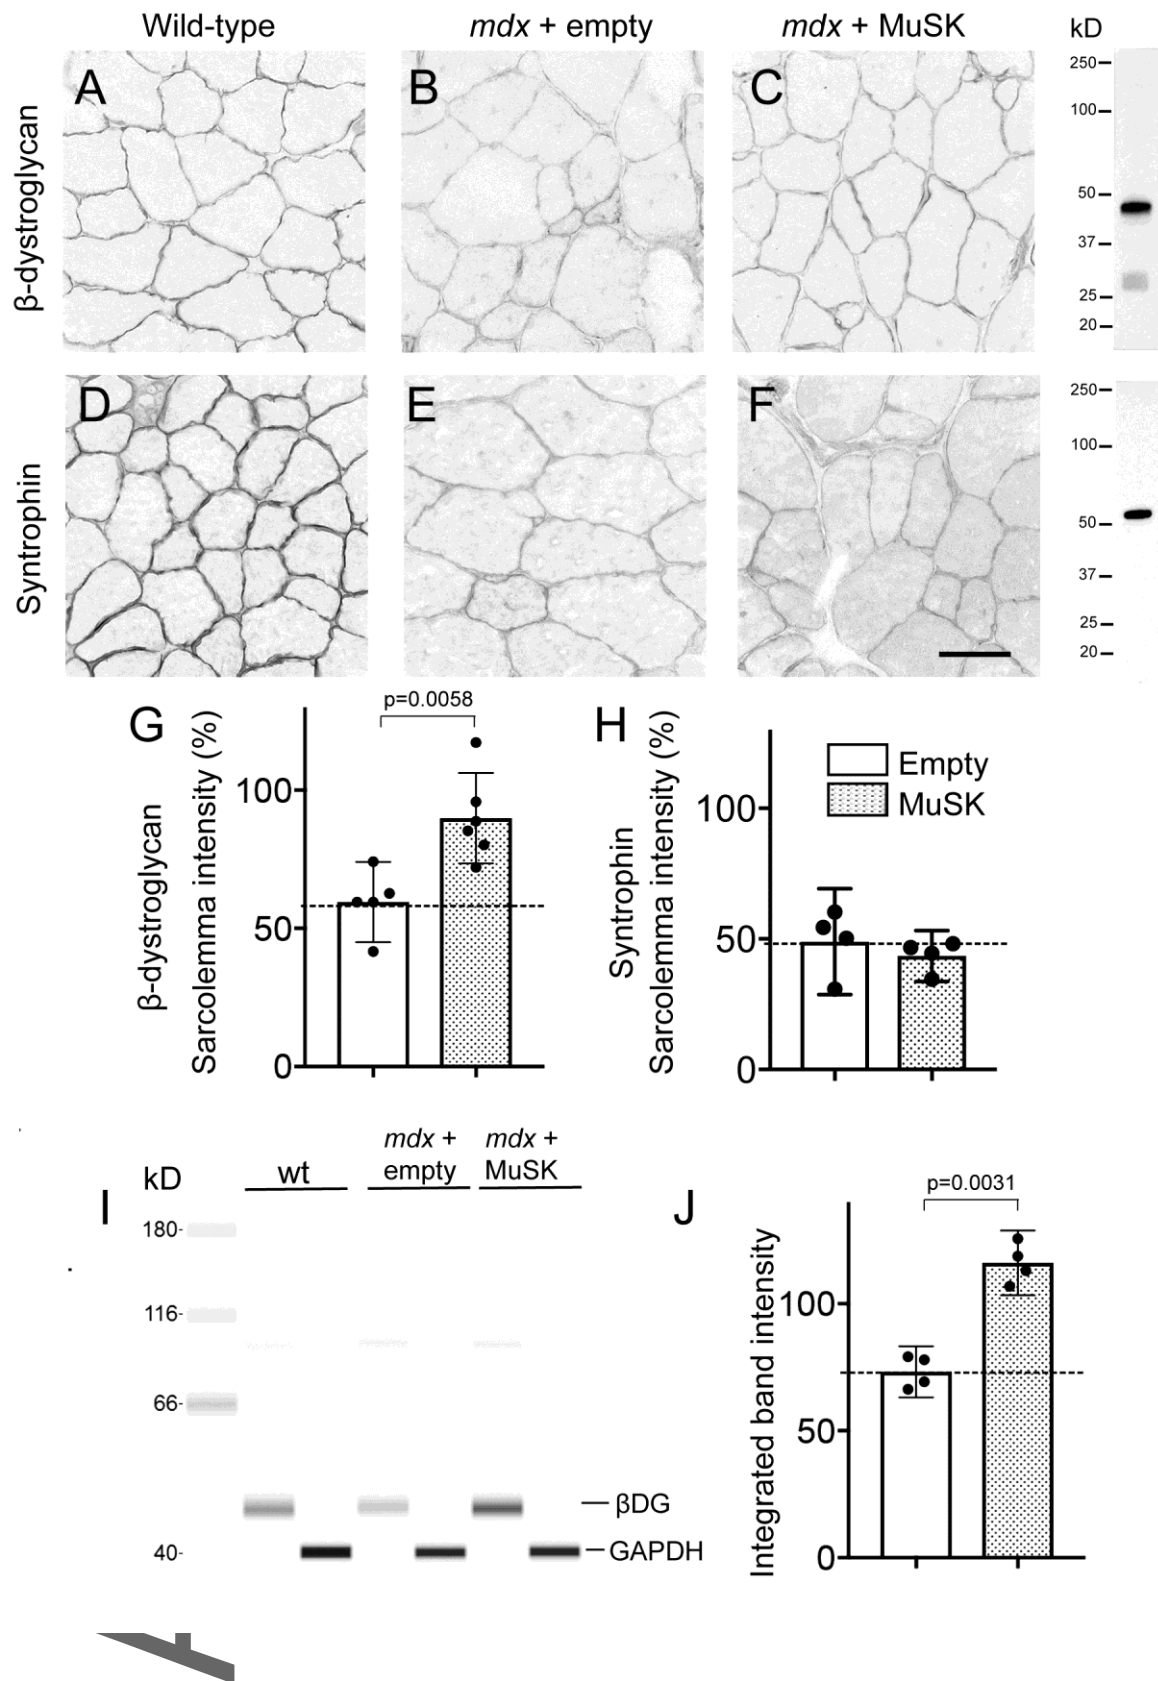 Wild-type
mdx + empty
mdx + MuSK
kD
β-dystroglycan
A
B
C
250
100
50
37
25
20
Syntrophin
D
E
F
250
100
50
37
25
20
G
β-dystroglycan
Sarcolemma intensity (%)
p=0.0058
100
50
0
H
Syntrophin
Sarcolemma intensity (%)
Empty
MuSK
100
50
0
I
kD
wt
mdx +
empty
mdx +
MuSK
180-
116-
66-
40-
βDG
GAPDH
J
Integrated band intensity
p=0.0031
100
50
0